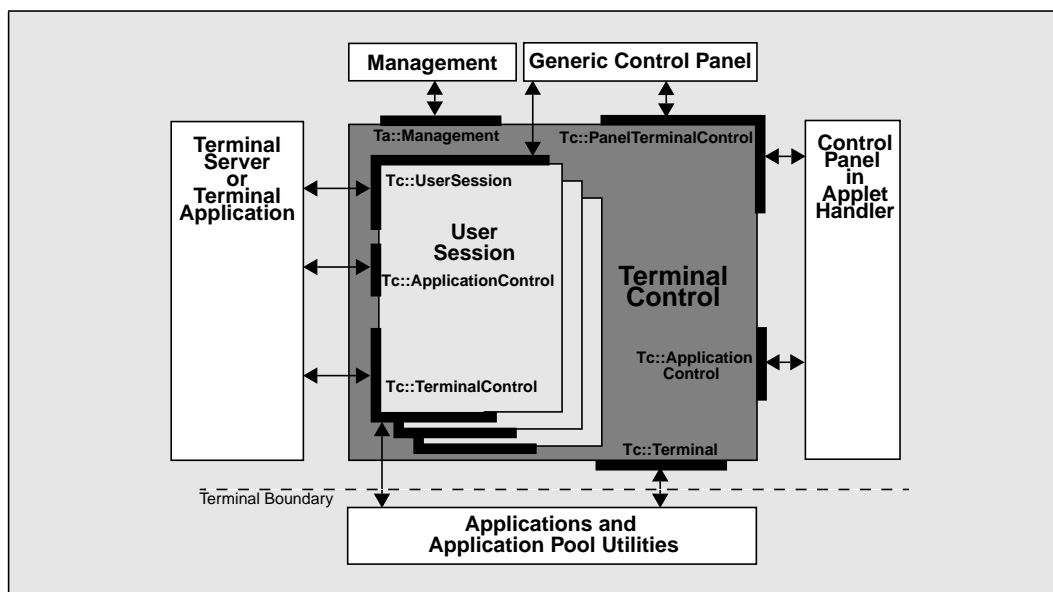 Management
Generic Control Panel
Ta::Management
Tc::PanelTerminalControl
Terminal
Server
or
Terminal
Application
Control
Panel
in
Applet
Handler
Tc::UserSession
User
Session
Tc::ApplicationControl
Terminal
Control
Tc::Application
Control
Tc::TerminalControl
Tc::Terminal
Terminal Boundary
Applications and
Application Pool Utilities